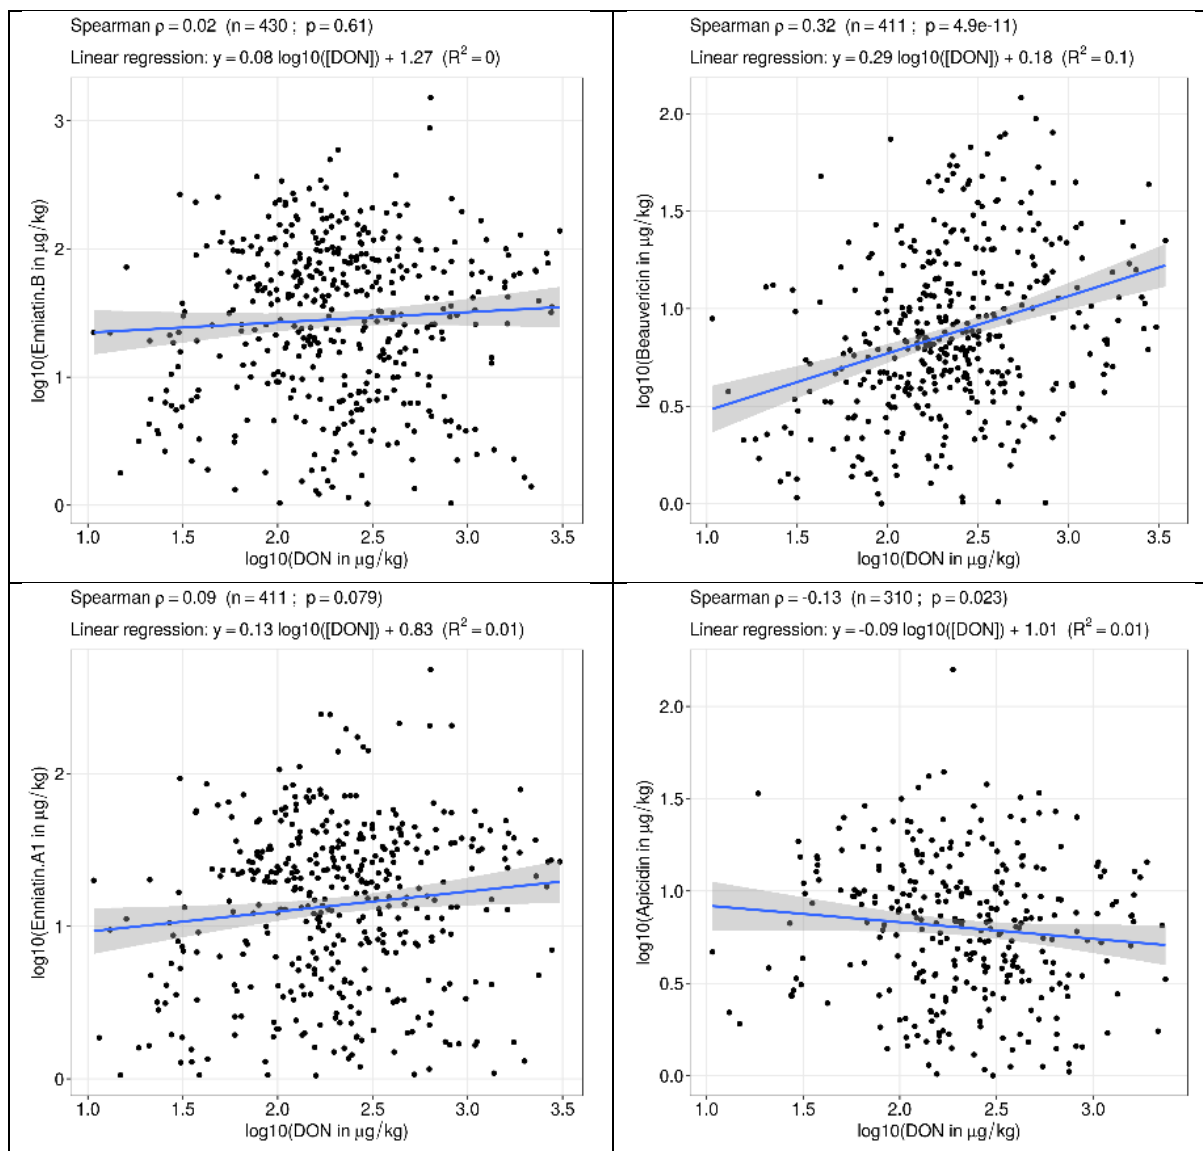 Spearman ρ = 0.02 (n = 430 ; p = 0.61)
Linear regression: y = 0.08 log10([DON]) + 1.27 (R² = 0)
log10(Enniatin.B in μg/kg)
3
2
1
0
1.0 1.5 2.0 2.5 3.0 3.5
log10(DON in μg/kg)
Spearman ρ = 0.32 (n = 411 ; p = 4.9e-11)
Linear regression: y = 0.29 log10([DON]) + 0.18 (R² = 0.1)
log10(Beauvericin in μg/kg)
2.0
1.5
1.0
0.5
0.0
1.0 1.5 2.0 2.5 3.0 3.5
log10(DON in μg/kg)
Spearman ρ = 0.09 (n = 411 ; p = 0.079)
Linear regression: y = 0.13 log10([DON]) + 0.83 (R² = 0.01)
log10(Enniatin.A1 in μg/kg)
2
1
0
1.0 1.5 2.0 2.5 3.0 3.5
log10(DON in μg/kg)
Spearman ρ = -0.13 (n = 310 ; p = 0.023)
Linear regression: y = -0.09 log10([DON]) + 1.01 (R² = 0.01)
log10(Apicidin in μg/kg)
2.0
1.5
1.0
0.5
0.0
1.0 1.5 2.0 2.5 3.0
log10(DON in μg/kg)